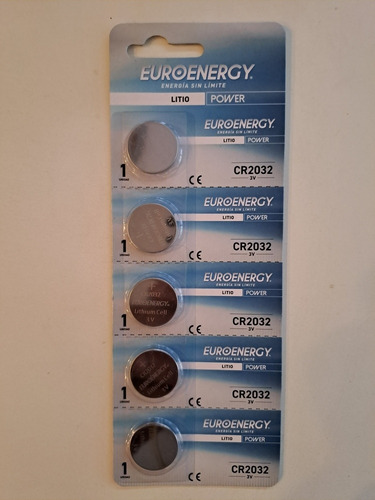 EUROENERGY.
ENERGÍA SIN LÍMITE
LITIO POWER
EUROENERGY.
ENERGÍA SIN LÍMITE
LITIO POWER
1
CE
CR2032
3V
EUROENERGY.
ENERGÍA SIN LÍMITE
LITIO POWER
1
CE
CR2032
3V
EUROENERGY.
ENERGÍA SIN LÍMITE
LITIO POWER
Lithium Cell
1
CE
CR2032
3V
EUROENERGY.
ENERGÍA SIN LÍMITE
LITIO POWER
1
CE
CR2032
3V
EUROENERGY.
ENERGÍA SIN LÍMITE
LITIO POWER
1
CE
CR2032
3V